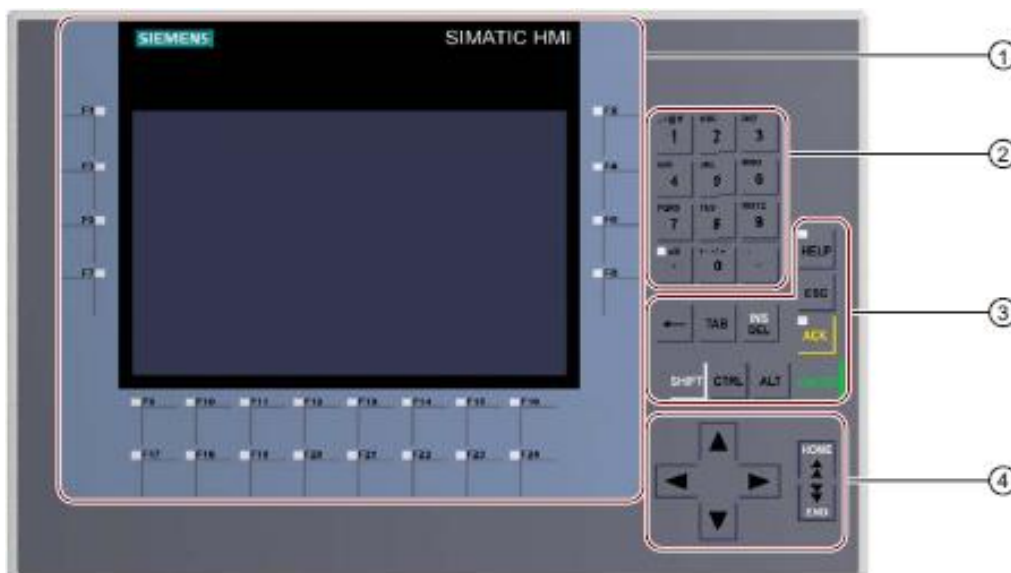 SIEMENS
SIMATIC HMI
F1
F2
F3
F4
F5
F6
F7
F8
1 2 3
4 5 6
7 8 9
0
HELP
ESC
TAB
INS
DEL
ACK
SHIFT CTRL ALT
F9 F10 F11 F12 F13 F14 F15 F16
F17 F18 F19 F20 F21 F22 F23 F24
HOME
END
1
2
3
4